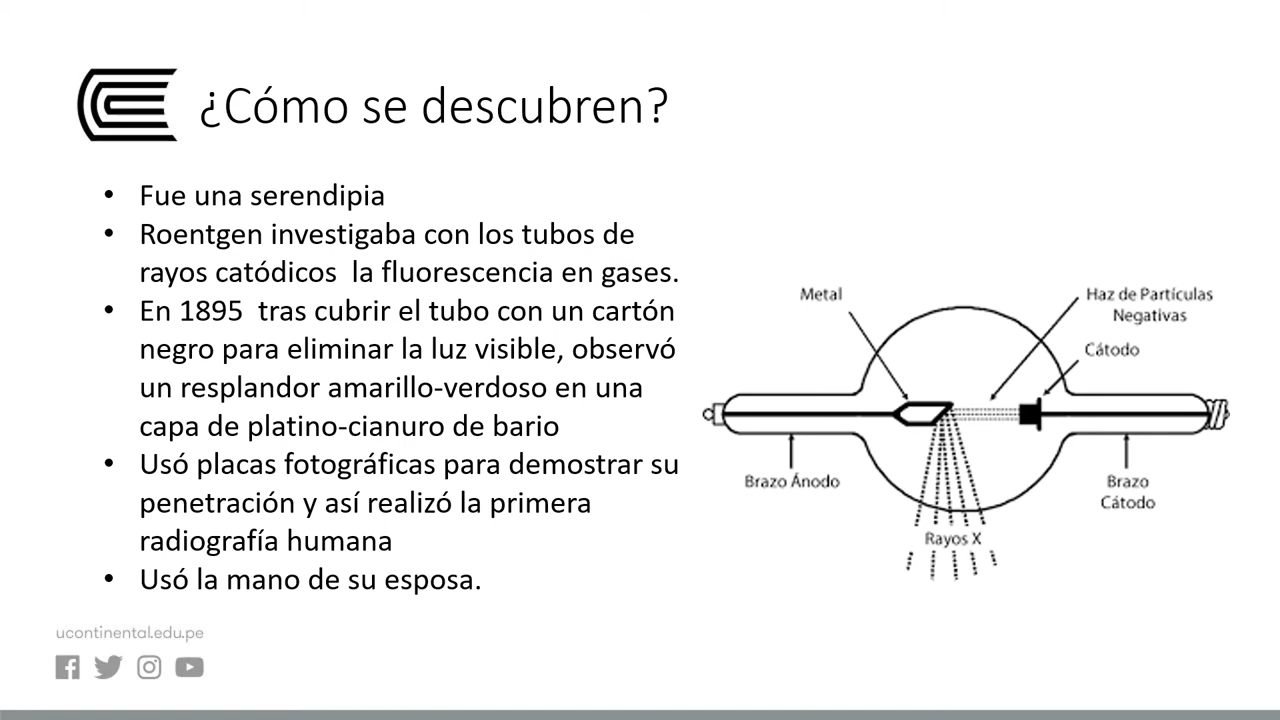 ¿Cómo se descubren?
• Fue una serendipia
• Roentgen investigaba con los tubos de
rayos catódicos  la fluorescencia en gases.
• En 1895  tras cubrir el tubo con un cartón
negro para eliminar la luz visible, observó
un resplandor amarillo-verdoso en una
capa de platino-cianuro de bario
• Usó placas fotográficas para demostrar su
penetración y así realizó la primera
radiografía humana
• Usó la mano de su esposa.
Metal
Haz de Partículas
Negativas
Cátodo
Brazo Ánodo
Brazo
Cátodo
Rayos X
ucontinental.edu.pe